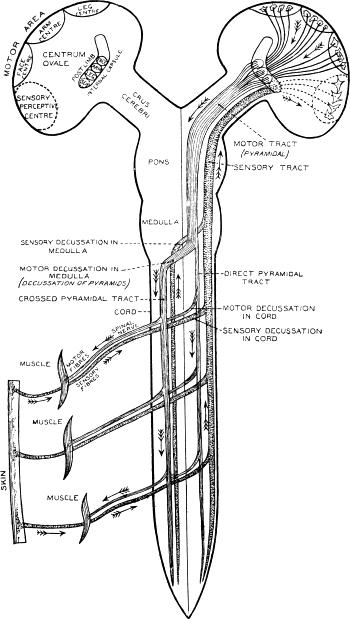 MOTOR AREA
LEG CENTRE
ARM CENTRE
FACE CENTRE
CENTRUM OVALE
POST. LIMB
INTERNAL CAPSULE
SENSORY PERCEPTIVE CENTRE
CRUS CEREBRI
MOTOR TRACT
(PYRAMIDAL)
SENSORY TRACT
PONS
MEDULLA
SENSORY DECUSSATION IN
MEDULLA
MOTOR DECUSSATION IN
MEDULLA
(DECUSSATION OF PYRAMIDS)
DIRECT PYRAMIDAL
TRACT
CROSSED PYRAMIDAL TRACT
CORD
MOTOR DECUSSATION
IN CORD
SENSORY DECUSSATION
IN CORD
SPINAL NERVE
MOTOR FIBRES
SENSORY FIBRES
MUSCLE
MUSCLE
MUSCLE
SKIN